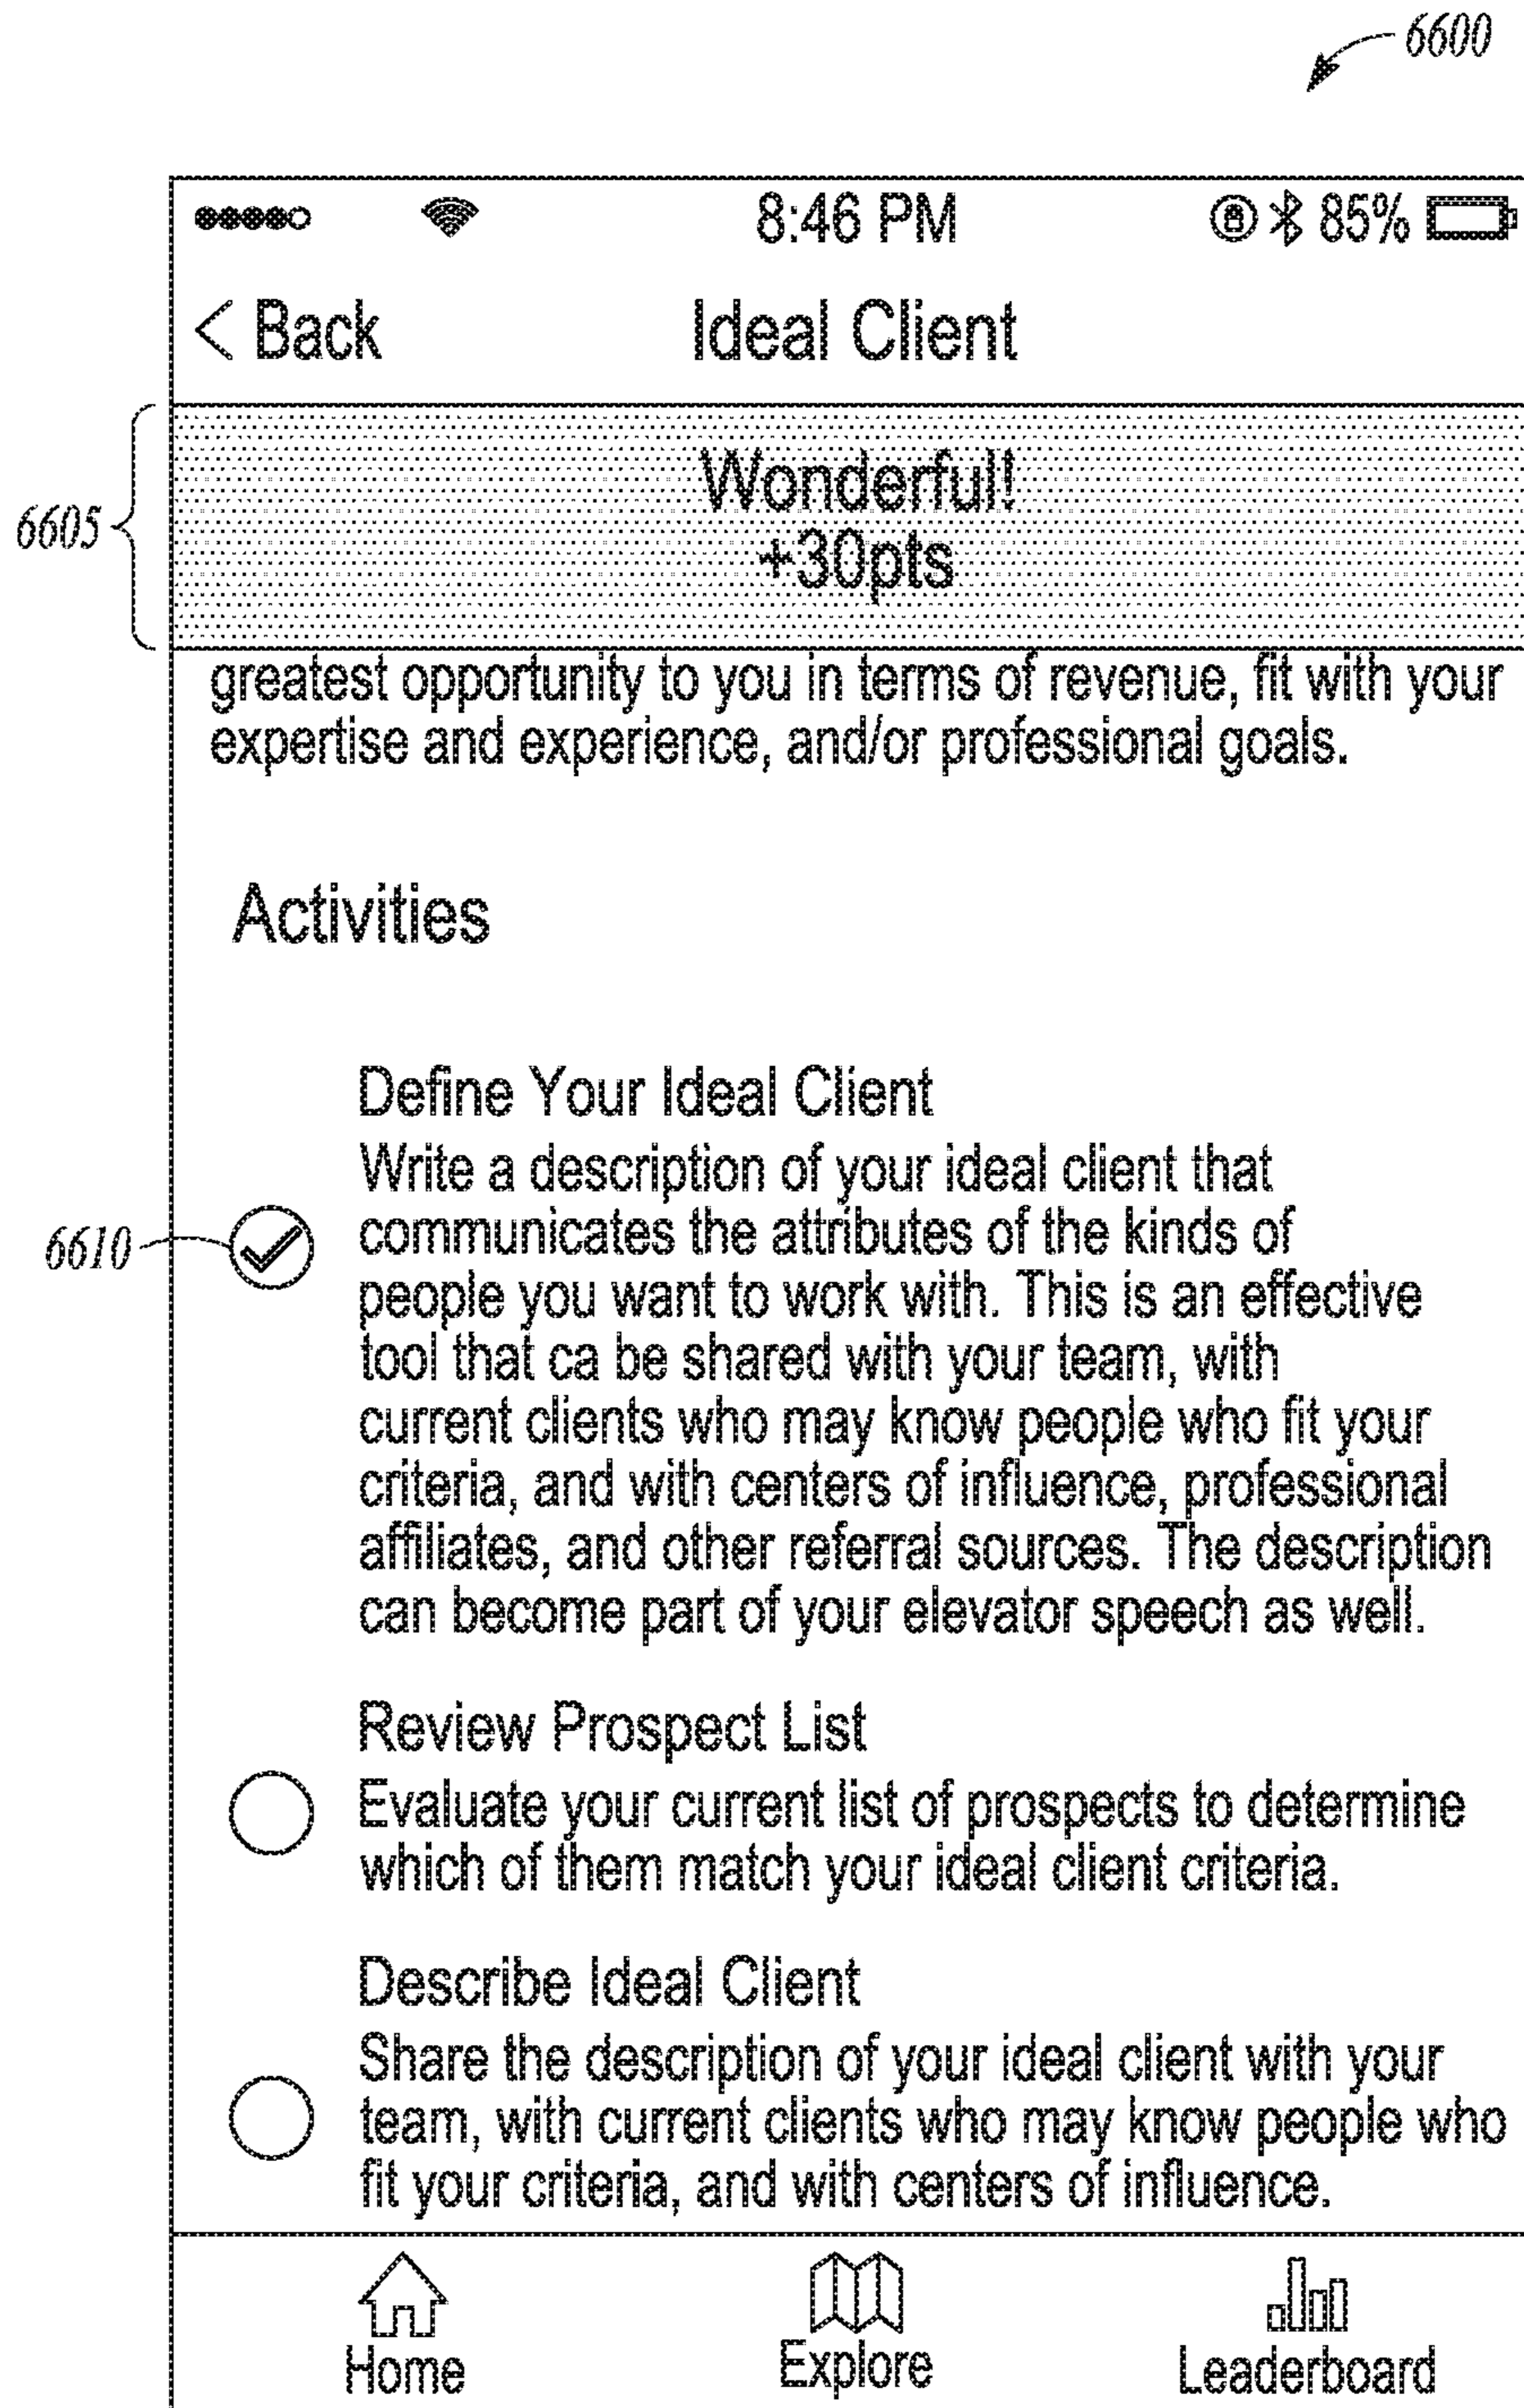 6600
8:46 PM 85%
< Back Ideal Client
6605
Wonderful!
+30pts
greatest opportunity to you in terms of revenue, fit with your
expertise and experience, and/or professional goals.
Activities
Define Your Ideal Client
Write a description of your ideal client that
6610 communicates the attributes of the kinds of
people you want to work with. This is an effective
tool that ca be shared with your team, with
current clients who may know people who fit your
criteria, and with centers of influence, professional
affiliates, and other referral sources. The description
can become part of your elevator speech as well.
Review Prospect List
Evaluate your current list of prospects to determine
which of them match your ideal client criteria.
Describe Ideal Client
Share the description of your ideal client with your
team, with current clients who may know people who
fit your criteria, and with centers of influence.
Home Explore Leaderboard